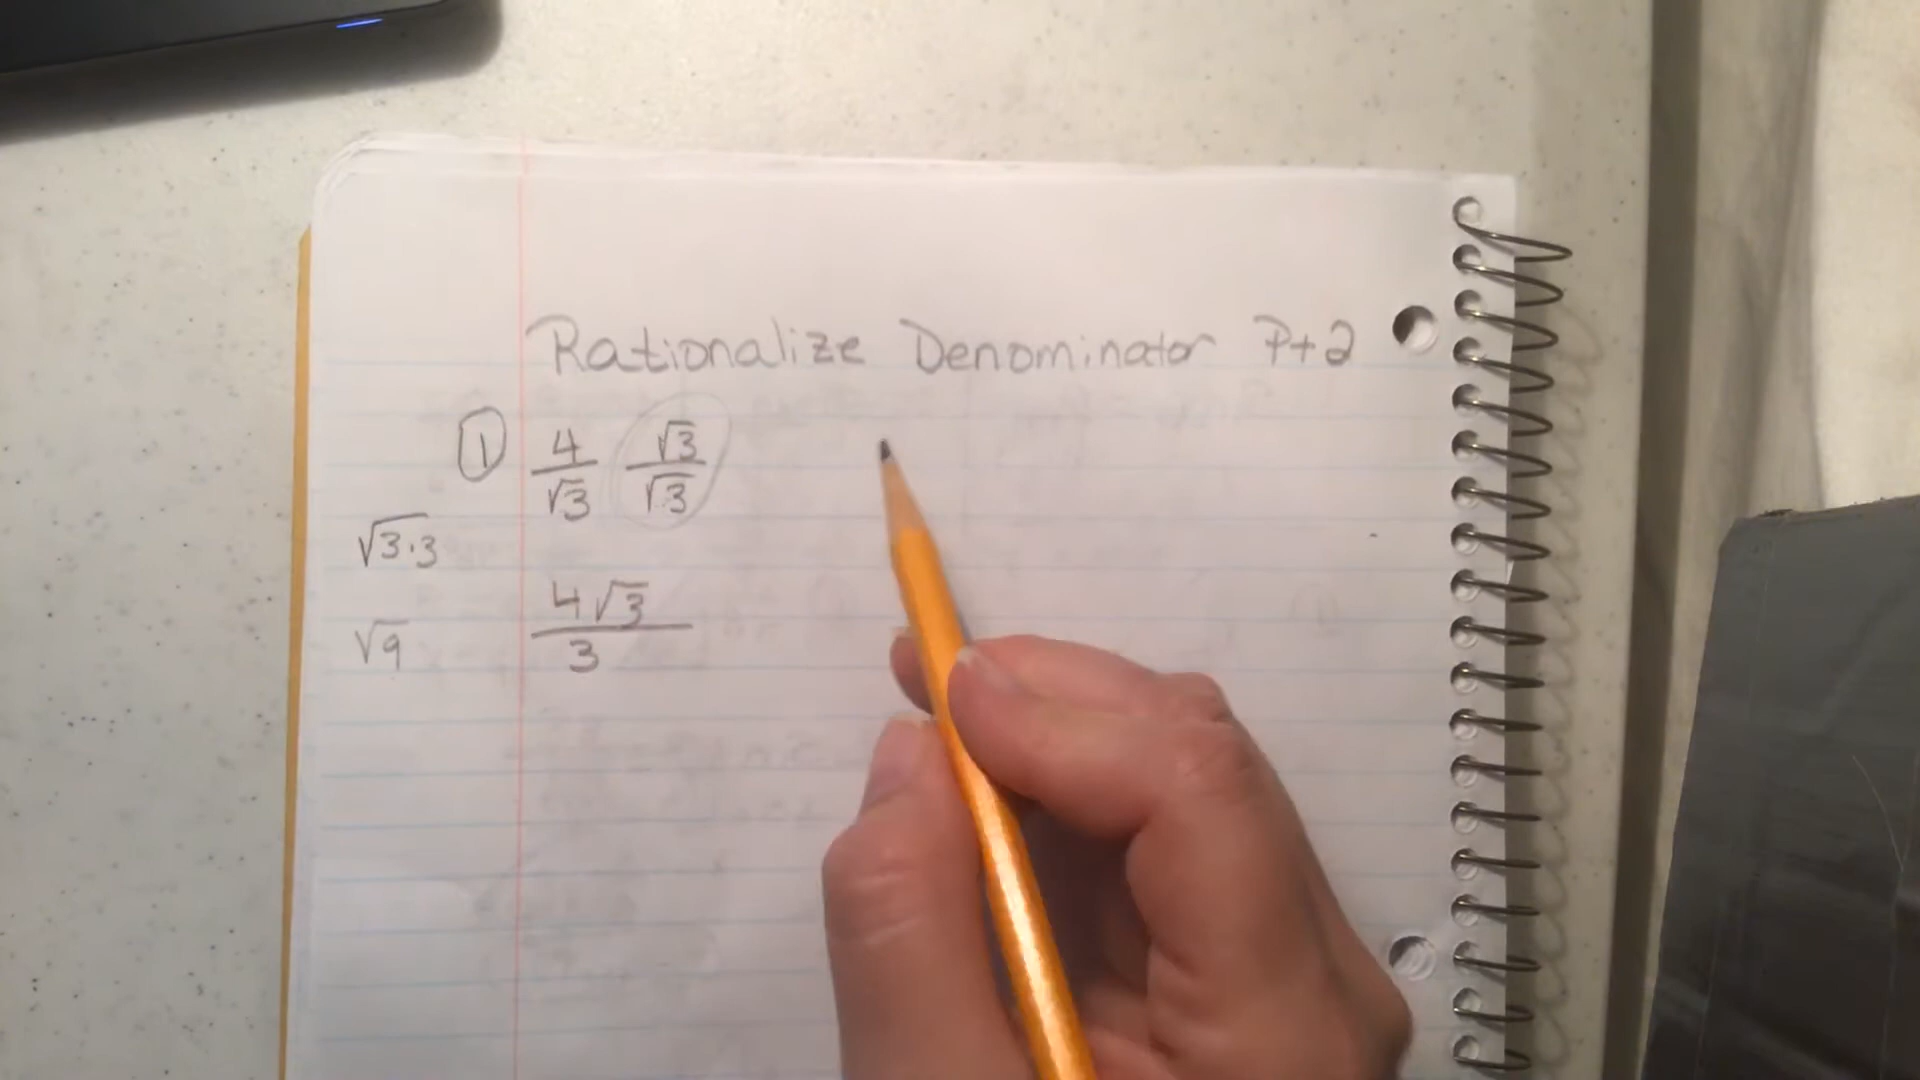 Rationalize Denominator Pt 2
① 4/√3 √3/√3
√3·3
4√3/3
√9